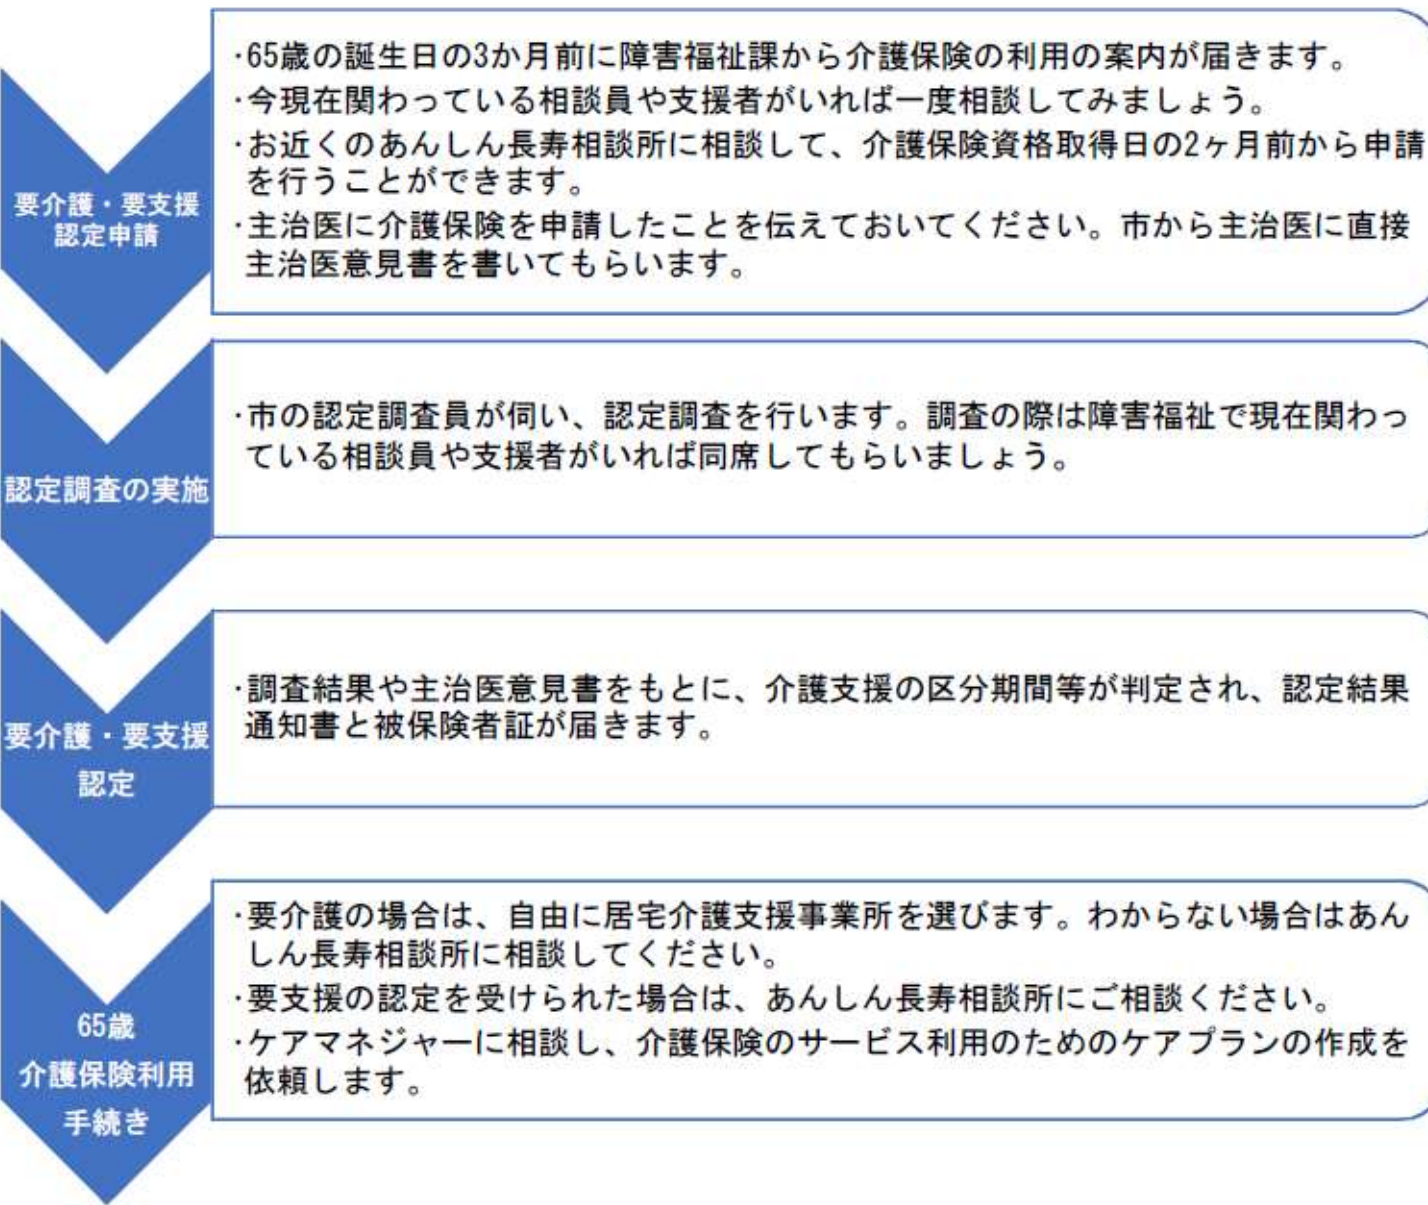 要介護・要支援
認定申請
・65歳の誕生日の3か月前に障害福祉課から介護保険の利用の案内が届きます。
・今現在関わっている相談員や支援者がいれば一度相談してみましょう。
・お近くのあんしん長寿相談所に相談して、介護保険資格取得日の2ヶ月前から申請
を行うことができます。
・主治医に介護保険を申請したことを伝えておいてください。市から主治医に直接
主治医意見書を書いてもらいます。
認定調査の実施
・市の認定調査員が伺い、認定調査を行います。調査の際は障害福祉で現在関わっ
ている相談員や支援者がいれば同席してもらいましょう。
要介護・要支援
認定
・調査結果や主治医意見書をもとに、介護支援の区分期間等が判定され、認定結果
通知書と被保険者証が届きます。
65歳
介護保険利用
手続き
・要介護の場合は、自由に居宅介護支援事業所を選びます。わからない場合はあん
しん長寿相談所に相談してください。
・要支援の認定を受けられた場合は、あんしん長寿相談所にご相談ください。
・ケアマネジャーに相談し、介護保険のサービス利用のためのケアプランの作成を
依頼します。